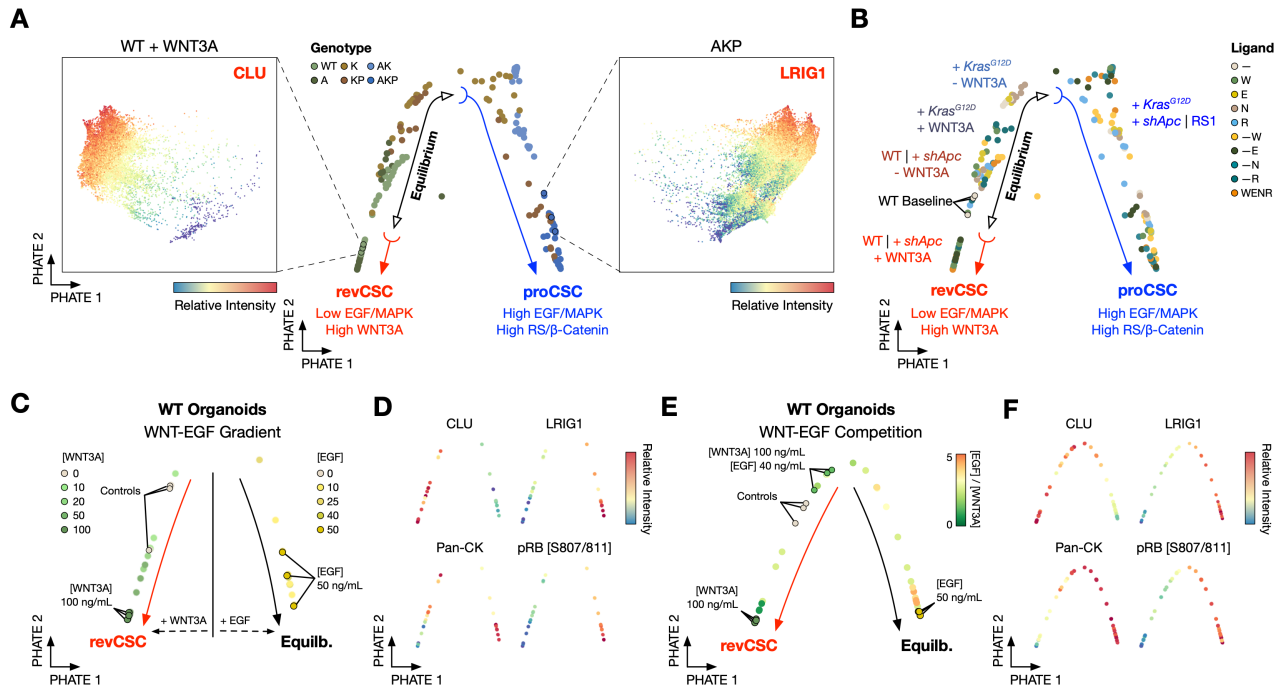 A
WT + WNT3A
CLU
PHATE 2
PHATE 1
Relative Intensity
Genotype
WT K AK
A KP AKP
Equilibrium
revCSC
Low EGF/MAPK
High WNT3A
proCSC
High EGF/MAPK
High RS/β-Catenin
PHATE 2
PHATE 1
AKP
LRIG1
Relative Intensity
B
+ KrasG12D
- WNT3A
+ KrasG12D
+ WNT3A
WT | + shApc
- WNT3A
WT Baseline
WT | + shApc
+ WNT3A
Equilibrium
+ KrasG12D
+ shApc | RS1
revCSC
Low EGF/MAPK
High WNT3A
proCSC
High EGF/MAPK
High RS/β-Catenin
PHATE 2
PHATE 1
Ligand
—
W
E
N
R
—W
—E
—N
—R
WENR
C
WT Organoids
WNT-EGF Gradient
[WNT3A]
0
10
20
50
100
Controls
[WNT3A]
100 ng/mL
[EGF]
0
10
25
40
50
[EGF]
50 ng/mL
+ WNT3A
+ EGF
revCSC
Equilb.
PHATE 2
PHATE 1
D
CLU
LRIG1
Pan-CK
pRB [S807/811]
Relative Intensity
PHATE 2
PHATE 1
E
WT Organoids
WNT-EGF Competition
[WNT3A] 100 ng/mL
[EGF] 40 ng/mL
Controls
[WNT3A]
100 ng/mL
[EGF]
50 ng/mL
5
0
[EGF] / [WNT3A]
revCSC
Equilb.
PHATE 2
PHATE 1
F
CLU
LRIG1
Pan-CK
pRB [S807/811]
Relative Intensity
PHATE 2
PHATE 1